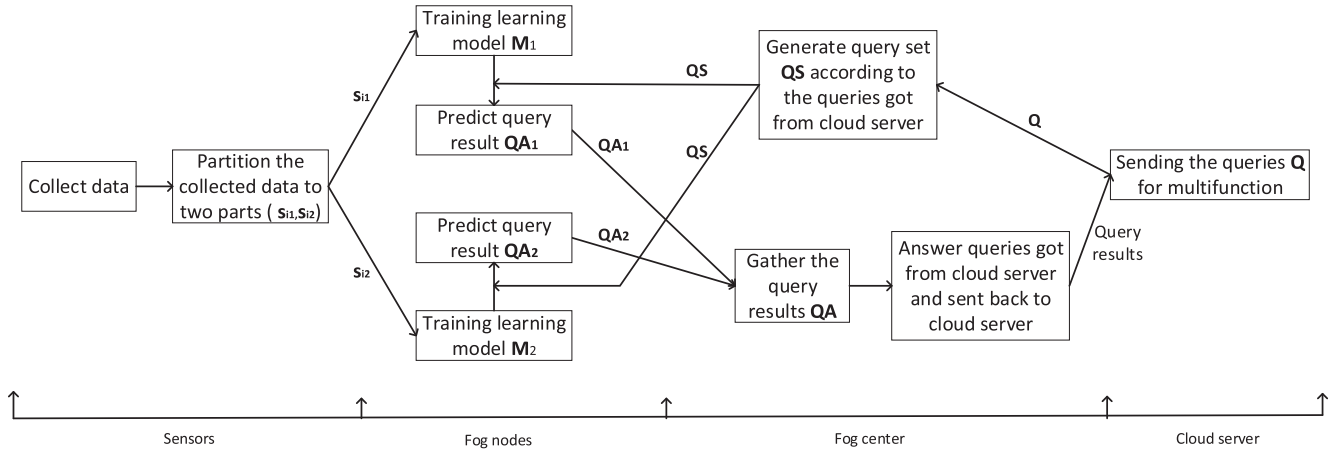 Collect data
Partition the
collected data to
two parts ( si1,si2)
si1
si2
Training learning
model M1
Predict query
result QA1
Predict query
result QA2
Training learning
model M2
QS
QS
QA1
QA2
Generate query set
QS according to
the queries got
from cloud server
Gather the
query
results QA
Answer queries got
from cloud server
and sent back to
cloud server
Q
Query
results
Sending the queries Q
for multifunction
Sensors
Fog nodes
Fog center
Cloud server